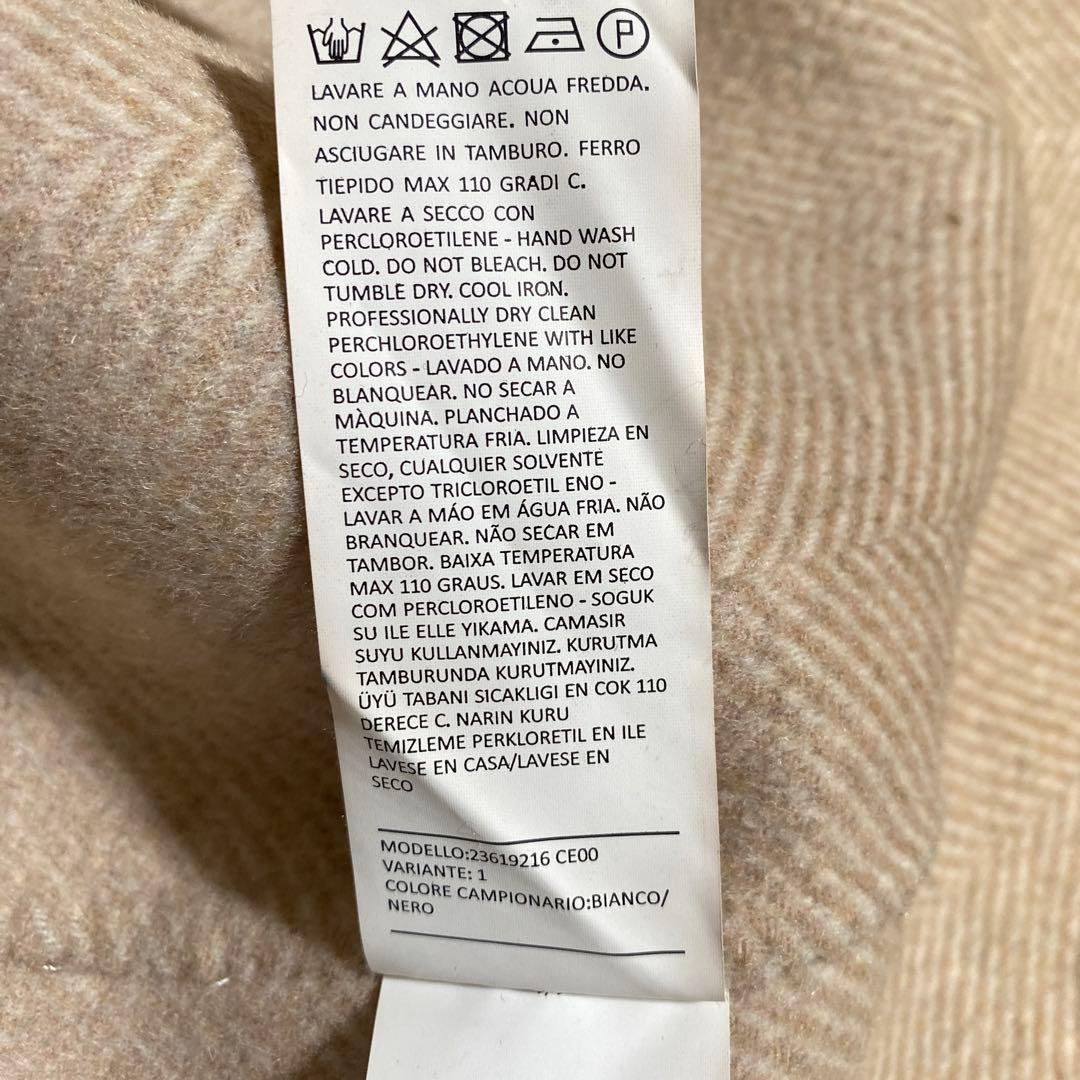 P
LAVARE A MANO ACOUA FREDDA.
NON CANDEGGIARE. NON
ASCIUGARE IN TAMBURO. FERRO
TIEPIDO MAX 110 GRADI C.
LAVARE A SECCO CON
PERCLOROETILENE - HAND WASH
COLD. DO NOT BLEACH. DO NOT
TUMBLE DRY. COOL IRON.
PROFESSIONALLY DRY CLEAN
PERCHLOROETHYLENE WITH LIKE
COLORS - LAVADO A MANO. NO
BLANQUEAR. NO SECAR A
MÀQUINA. PLANCHADO A
TEMPERATURA FRIA. LIMPIEZA EN
SECO, CUALQUIER SOLVENTE
EXCEPTO TRICLOROETIL ENO -
LAVAR A MÁO EM ÁGUA FRIA. NÃO
BRANQUEAR. NÃO SECAR EM
TAMBOR. BAIXA TEMPERATURA
MAX 110 GRAUS. LAVAR EM SECO
COM PERCLOROETILENO - SOGUK
SU ILE ELLE YIKAMA. CAMASIR
SUYU KULLANMAYINIZ. KURUTMA
TAMBURUNDA KURUTMAYINIZ.
ÜYÜ TABANI SICAKLIGI EN COK 110
DERECE C. NARIN KURU
TEMIZLEME PERKLORETIL EN ILE
LAVESE EN CASA/LAVESE EN
SECO
MODELLO:23619216 CE00
VARIANTE: 1
COLORE CAMPIONARIO:BIANCO/
NERO